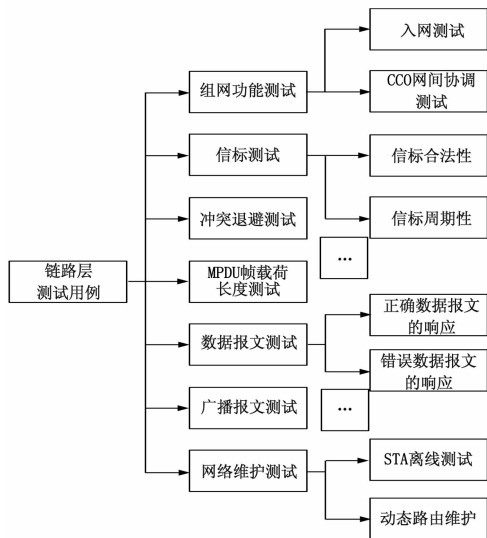 链路层
测试用例
组网功能测试
入网测试
CCO网间协调
测试
信标测试
信标合法性
信标周期性
冲突退避测试
...
MPDU帧载荷
长度测试
数据报文测试
正确数据报文
的响应
错误数据报文
的响应
广播报文测试
...
网络维护测试
STA离线测试
动态路由维护